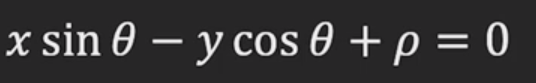 x sin θ − y cos θ + ρ = 0